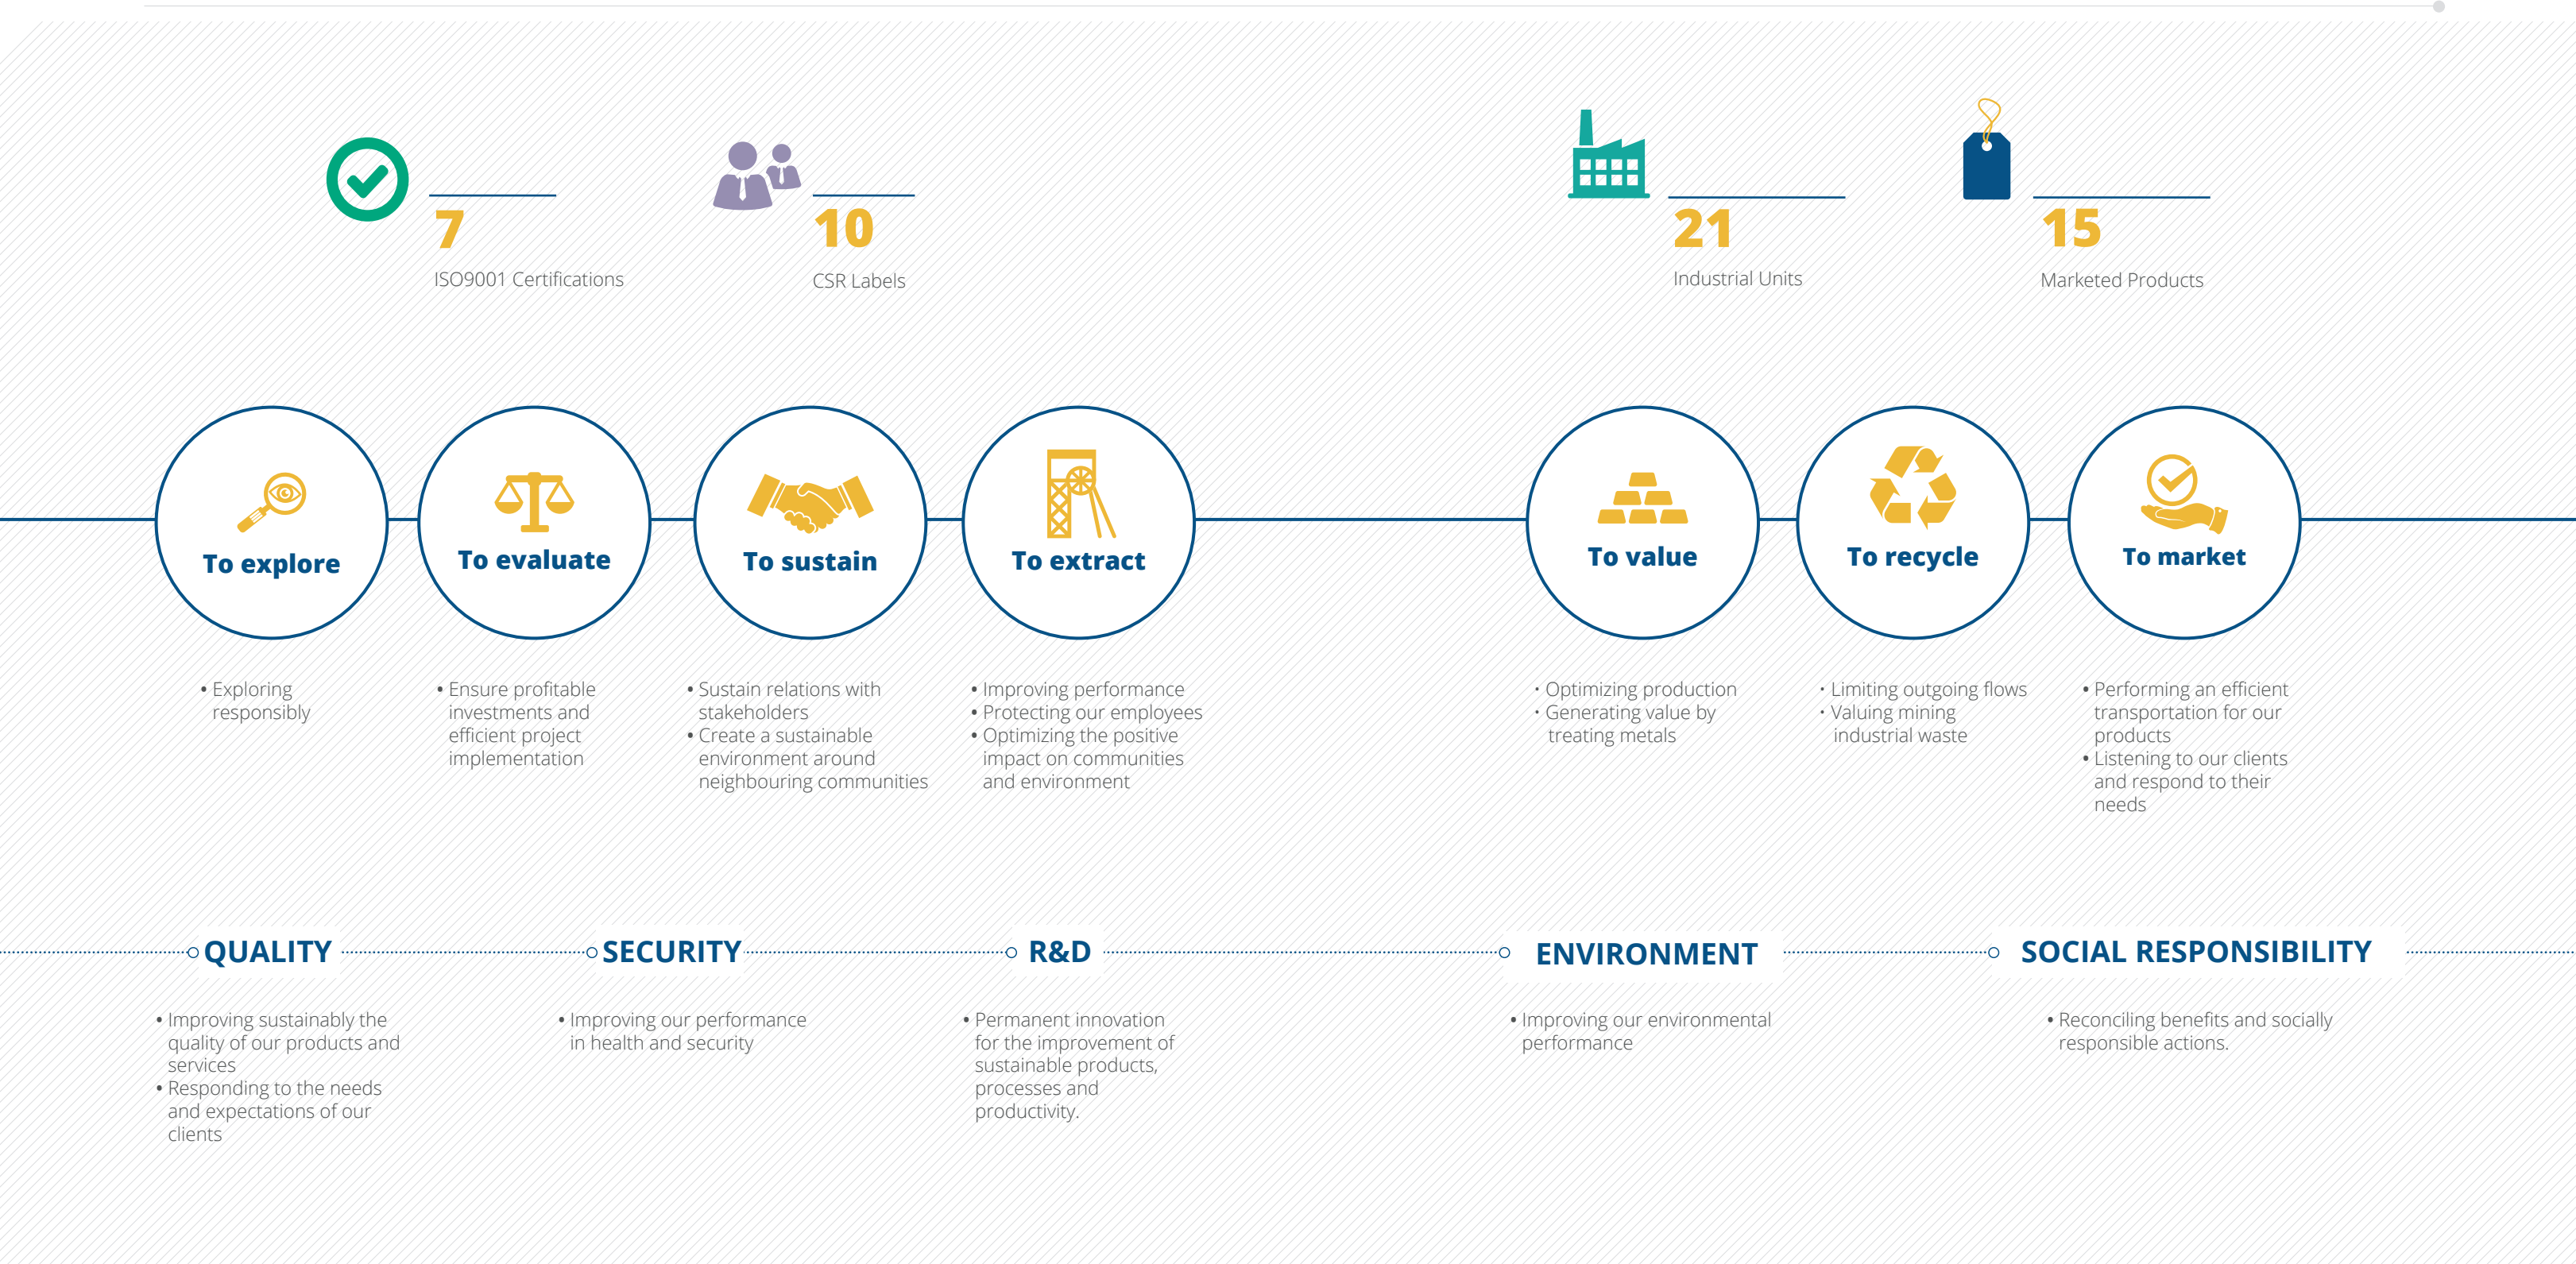 7
ISO9001 Certifications
10
CSR Labels
21
Industrial Units
15
Marketed Products
To explore
To evaluate
To sustain
To extract
To value
To recycle
To market
• Exploring
responsibly
• Ensure profitable
investments and
efficient project
implementation
• Sustain relations with
stakeholders
• Create a sustainable
environment around
neighbouring communities
• Improving performance
• Protecting our employees
• Optimizing the positive
impact on communities
and environment
· Optimizing production
· Generating value by
treating metals
· Limiting outgoing flows
· Valuing mining
industrial waste
• Performing an efficient
transportation for our
products
• Listening to our clients
and respond to their
needs
QUALITY
SECURITY
R&D
ENVIRONMENT
SOCIAL RESPONSIBILITY
• Improving sustainably the
quality of our products and
services
• Responding to the needs
and expectations of our
clients
• Improving our performance
in health and security
• Permanent innovation
for the improvement of
sustainable products,
processes and
productivity.
• Improving our environmental
performance
• Reconciling benefits and socially
responsible actions.